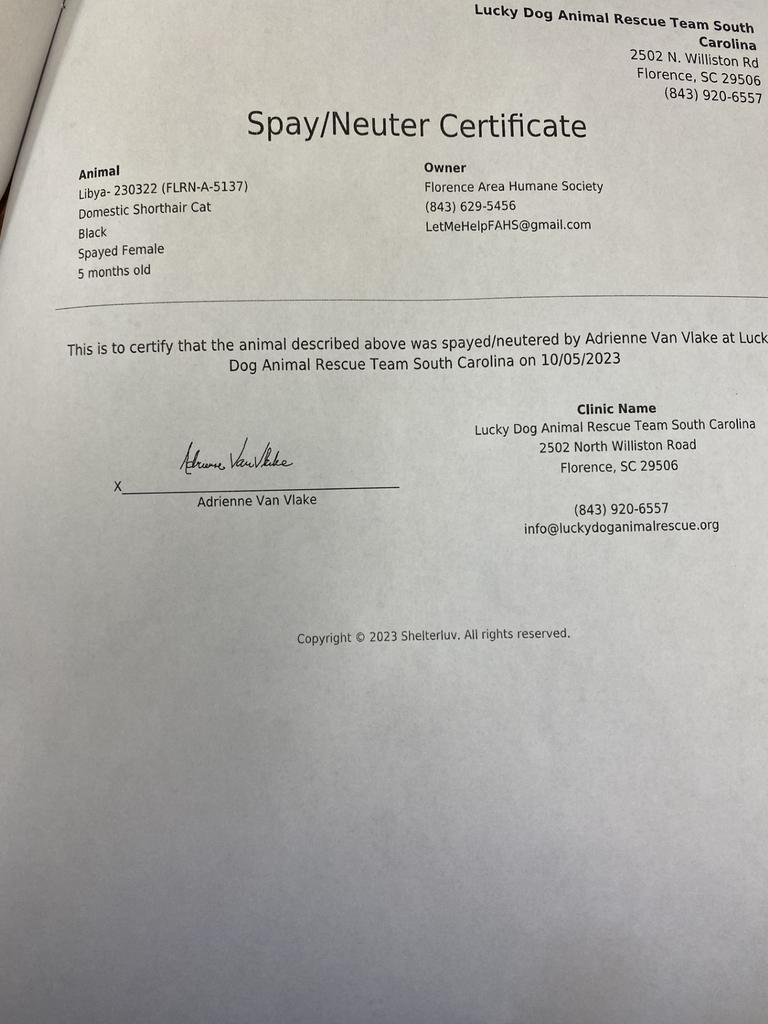 Lucky Dog Animal Rescue Team South
Carolina
2502 N. Williston Rd
Florence, SC 29506
(843) 920-6557
Spay/Neuter Certificate
Animal
Libya- 230322 (FLRN-A-5137)
Domestic Shorthair Cat
Black
Spayed Female
5 months old
Owner
Florence Area Humane Society
(843) 629-5456
LetMeHelpFAHS@gmail.com
This is to certify that the animal described above was spayed/neutered by Adrienne Van Vlake at Luck
Dog Animal Rescue Team South Carolina on 10/05/2023
Adrienne Van Vlake
X
Adrienne Van Vlake
Clinic Name
Lucky Dog Animal Rescue Team South Carolina
2502 North Williston Road
Florence, SC 29506
(843) 920-6557
info@luckydoganimalrescue.org
Copyright © 2023 Shelterluv. All rights reserved.